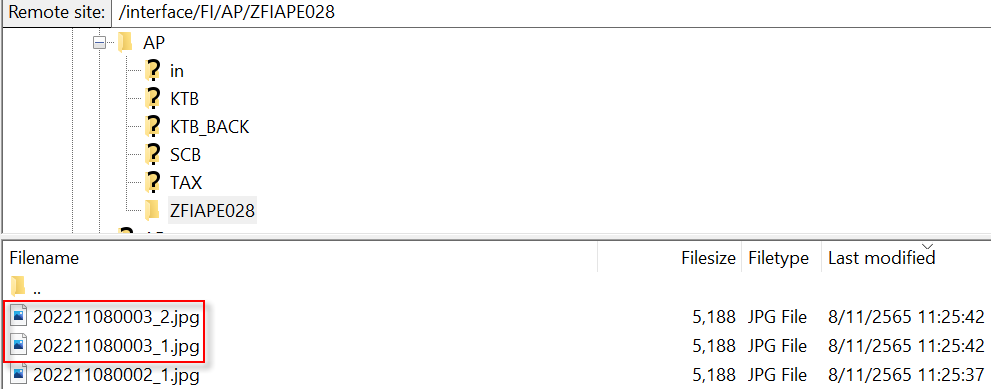 Remote site: /interface/FI/AP/ZFIAPE028
AP
in
KTB
KTB_BACK
SCB
TAX
ZFIAPE028
Filename Filesize Filetype Last modified
..
202211080003_2.jpg 5,188 JPG File 8/11/2565 11:25:42
202211080003_1.jpg 5,188 JPG File 8/11/2565 11:25:42
202211080002_1.jpg 5,188 JPG File 8/11/2565 11:25:37